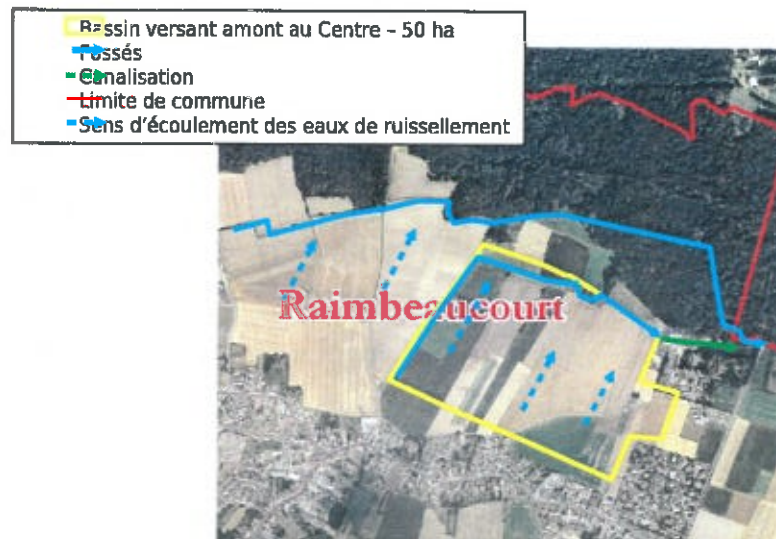 Bassin versant amont au Centre – 50 ha
Fossés
Canalisation
Limite de commune
Sens d'écoulement des eaux de ruissellement
Raimbeaucourt